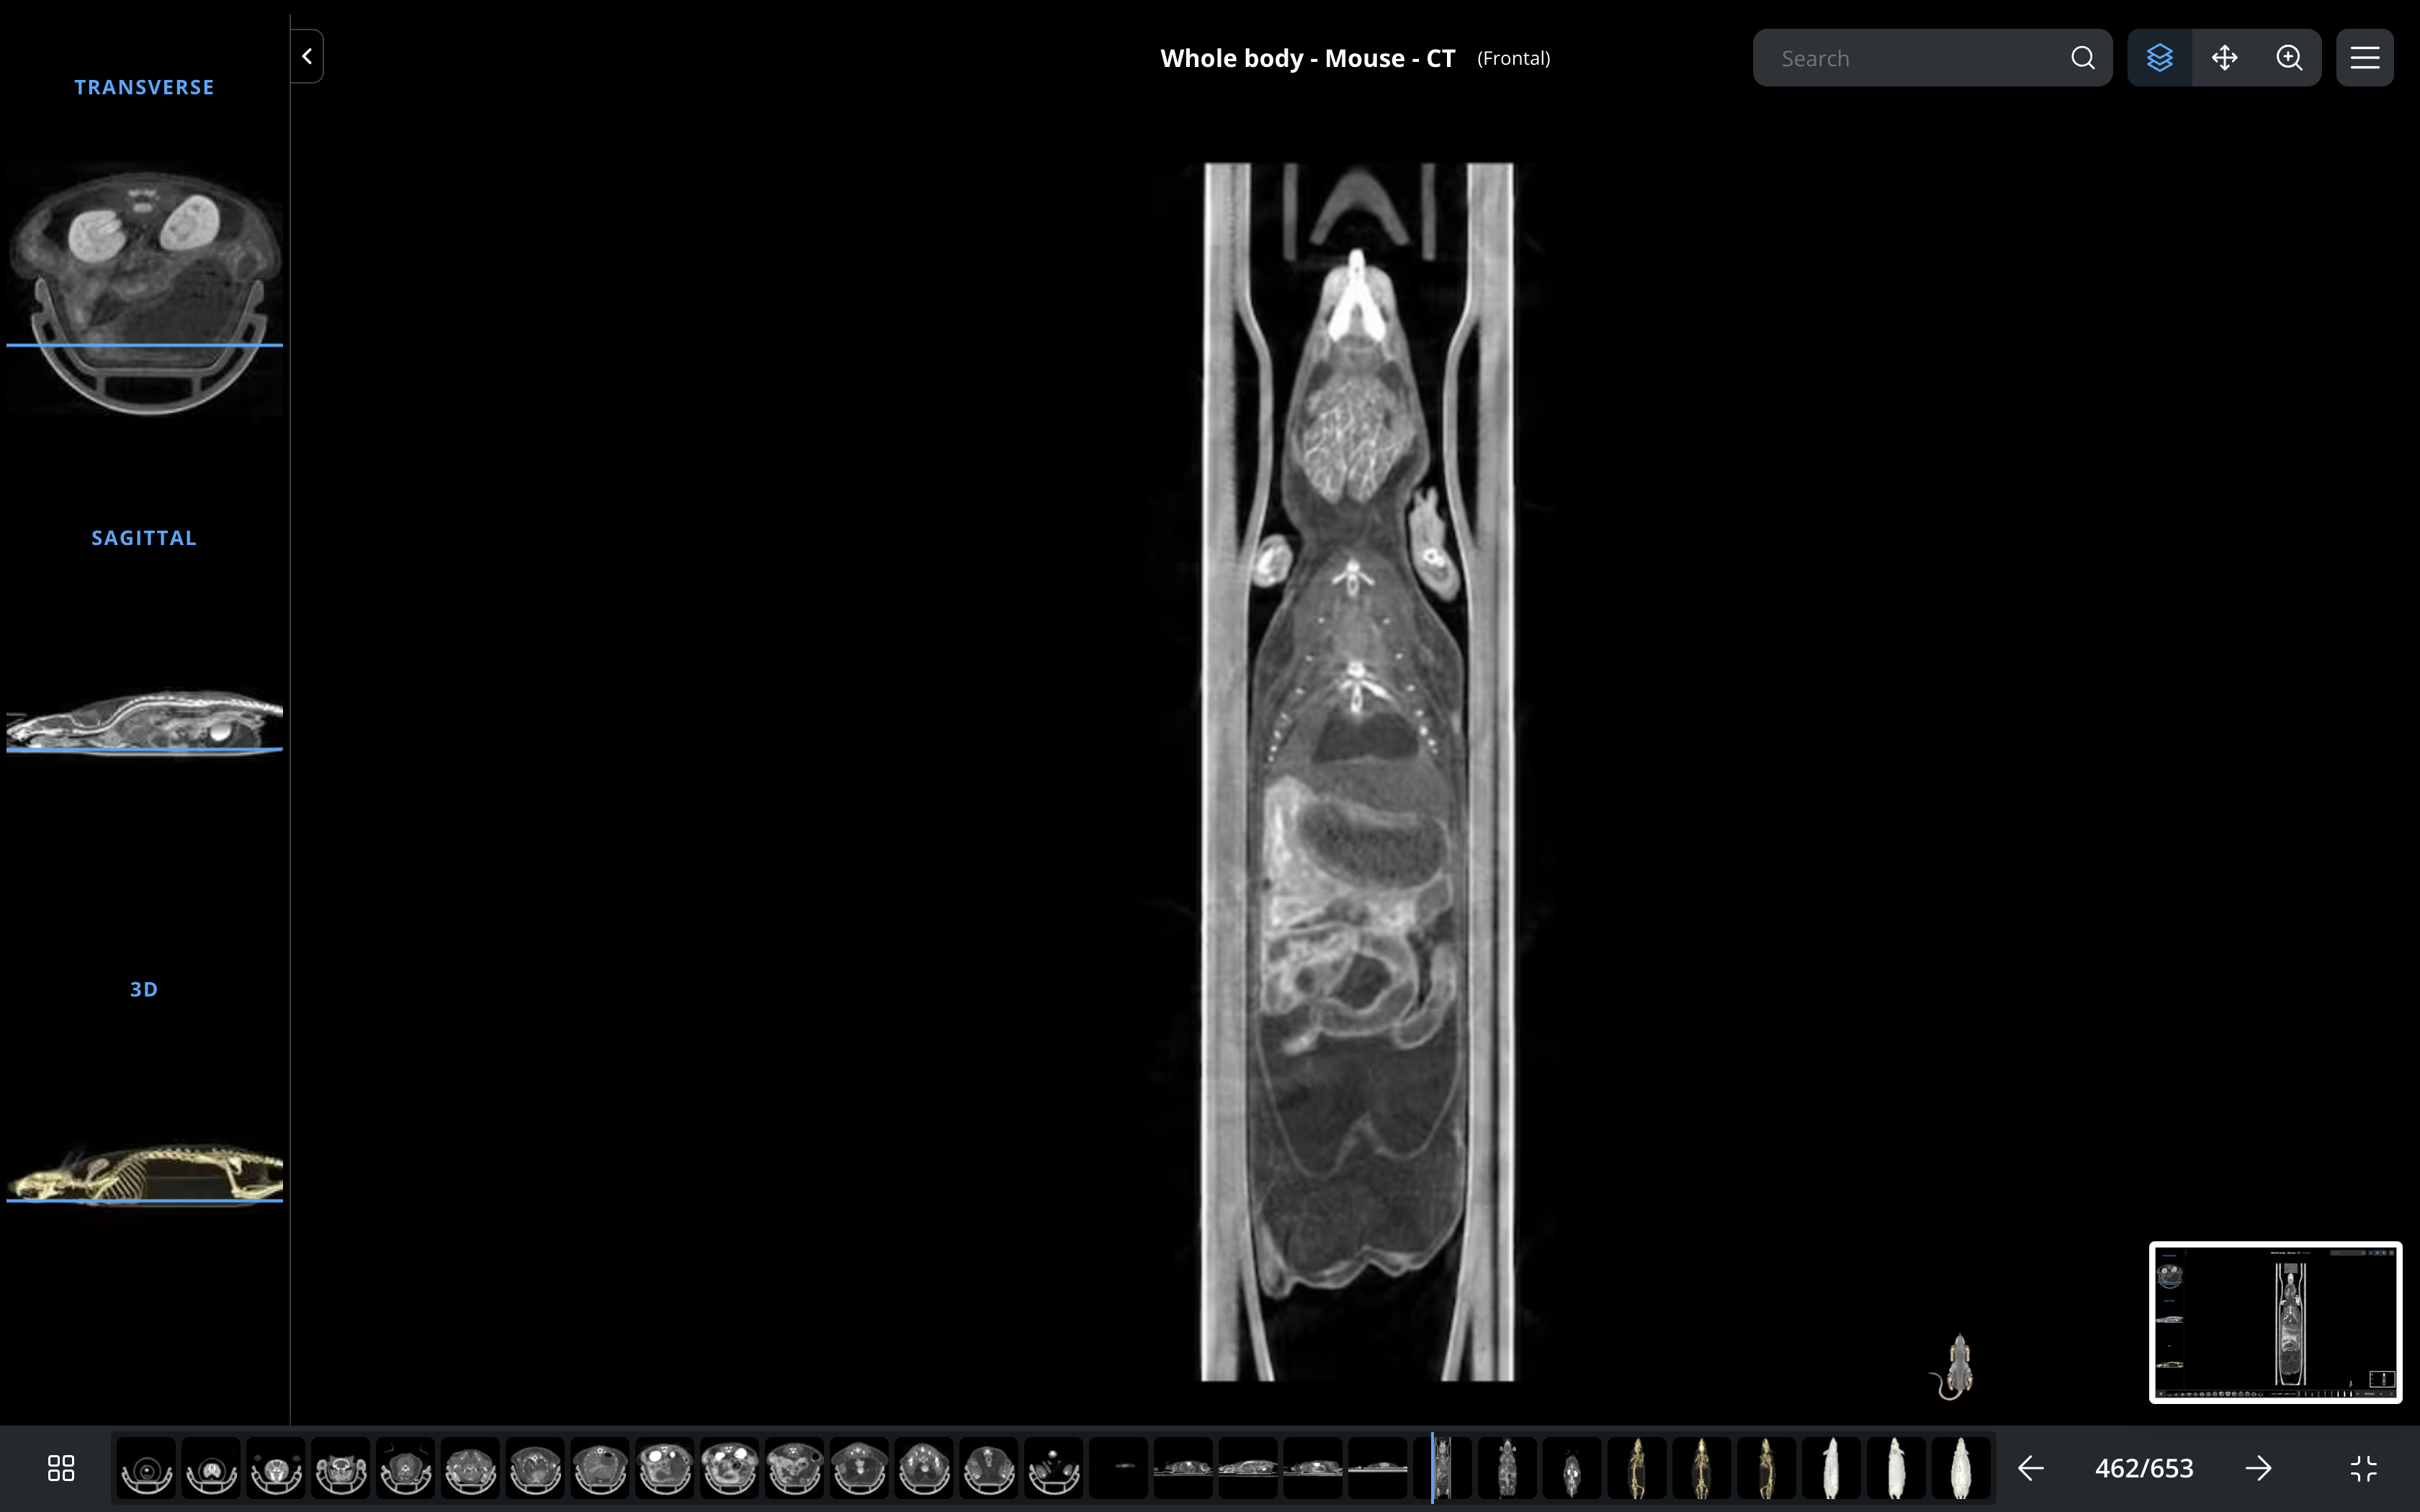 TRANSVERSE
SAGITTAL
3D
Whole body - Mouse - CT (Frontal)
Search
462/653